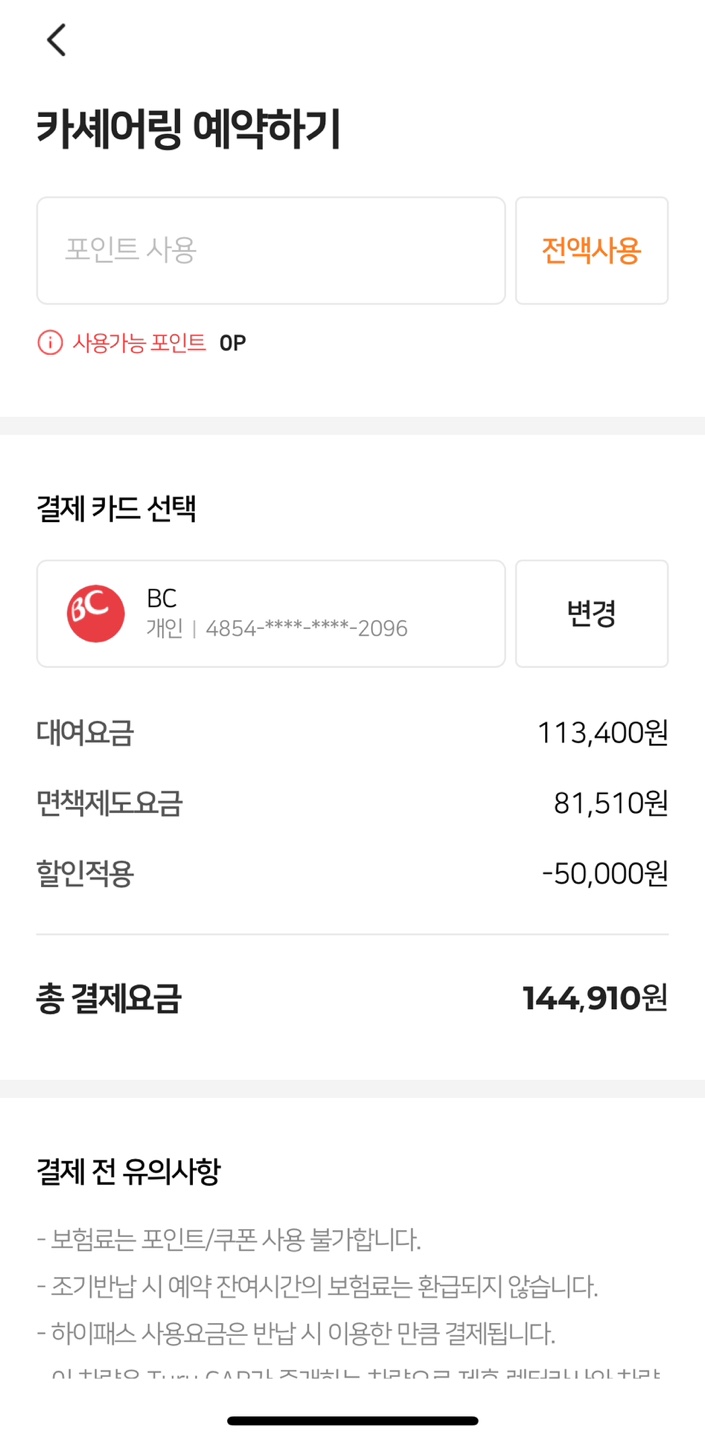 카셰어링 예약하기
포인트 사용 전액사용
사용가능 포인트 0P
결제 카드 선택
BC
BC
개인 | 4854-****-****-2096
변경
대여요금 113,400원
면책제도요금 81,510원
할인적용 -50,000원
총 결제요금 144,910원
결제 전 유의사항
- 보험료는 포인트/쿠폰 사용 불가합니다.
- 조기반납 시 예약 잔여시간의 보험료는 환급되지 않습니다.
- 하이패스 사용요금은 반납 시 이용한 만큼 결제됩니다.